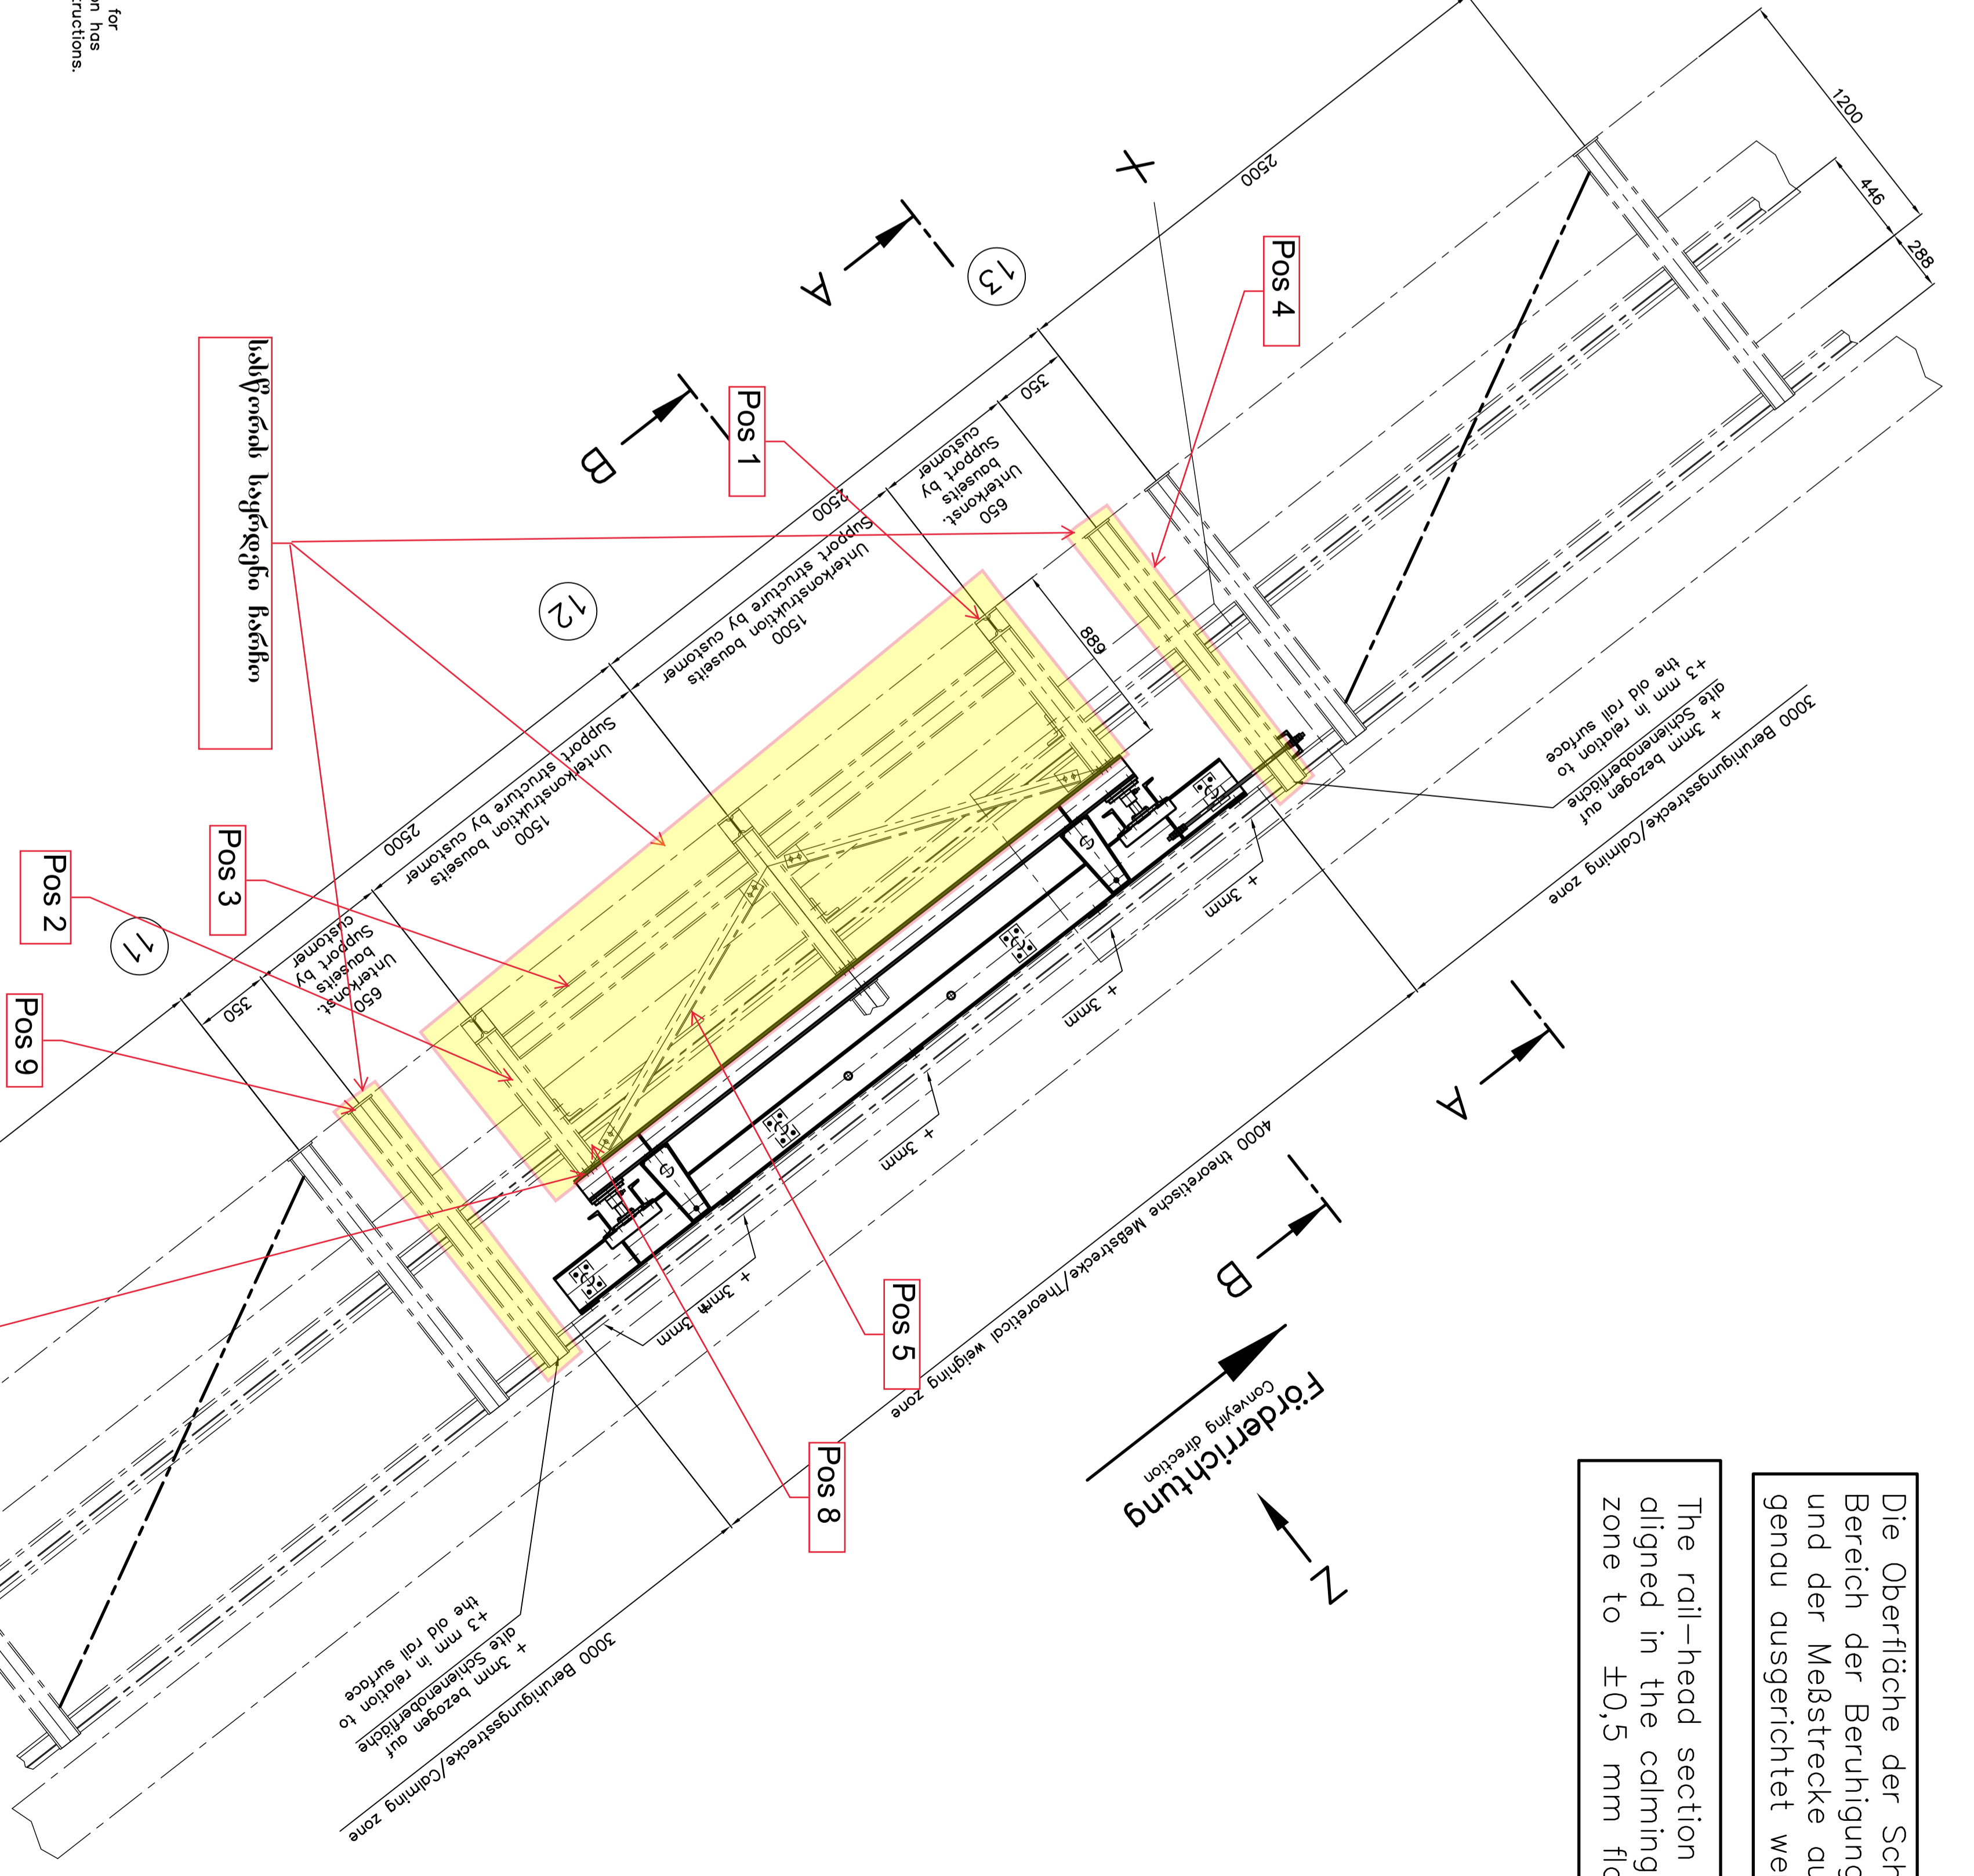 for
n has
ructions.
1200
446
288
2500
X
A
13
Pos 4
B
Pos 1
350
650
Unterkonst.
bauseits
Support by
customer
2500
1500
Unterkonstruktion bauseits
Support structure by customer
889
12
სასწორის საყრდენი ჩარჩო
+ 3mm bezogen auf
alte Schienenoberfläche
+3 mm in relation to
the old rail surface
3000 Beruhigungsstrecke/Calming zone
2500
1500
Unterkonstruktion bauseits
Support structure by customer
Pos 3
Pos 2
11
Pos 9
350
650
Unterkonst.
bauseits
Support by
customer
+ 3mm
+ 3mm
+ 3mm
+ 3mm
+ 3mm
A
B
4000 theoretische Meßstrecke/Theoretical weighing zone
Pos 5
Pos 8
Förderrichtung
Conveying direction
Z
+ 3mm bezogen auf
alte Schienenoberfläche
+3 mm in relation to
the old rail surface
3000 Beruhigungsstrecke/Calming zone
Die Oberfläche der Sch
Bereich der Beruhigung
und der Meßstrecke au
genau ausgerichtet we
The rail-head section
aligned in the calming
zone to ±0,5 mm fla